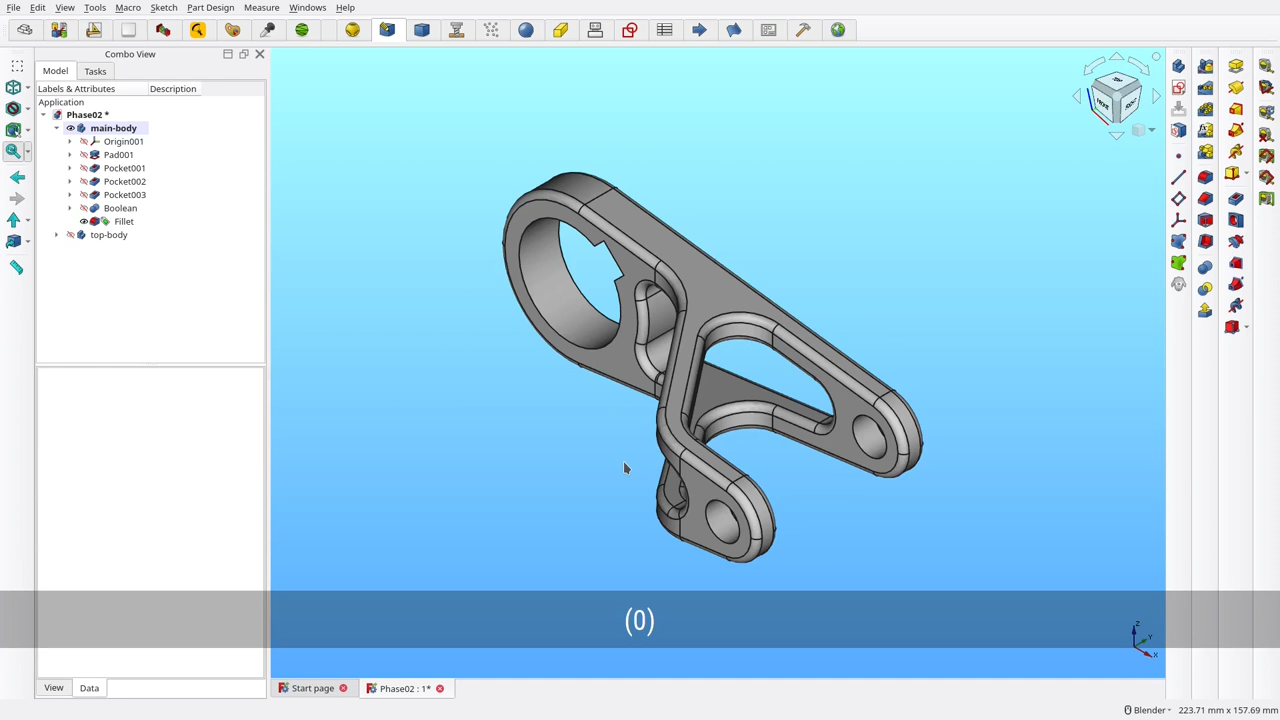 File Edit View Tools Macro Sketch Part Design Measure Windows Help
Combo View
Model Tasks
Labels & Attributes Description
Application
Phase02 *
main-body
Origin001
Pad001
Pocket001
Pocket002
Pocket003
Boolean
Fillet
top-body
(0)
Z
Y
X
View Data
Start page
Phase02 : 1*
Blender
223.71 mm x 157.69 mm